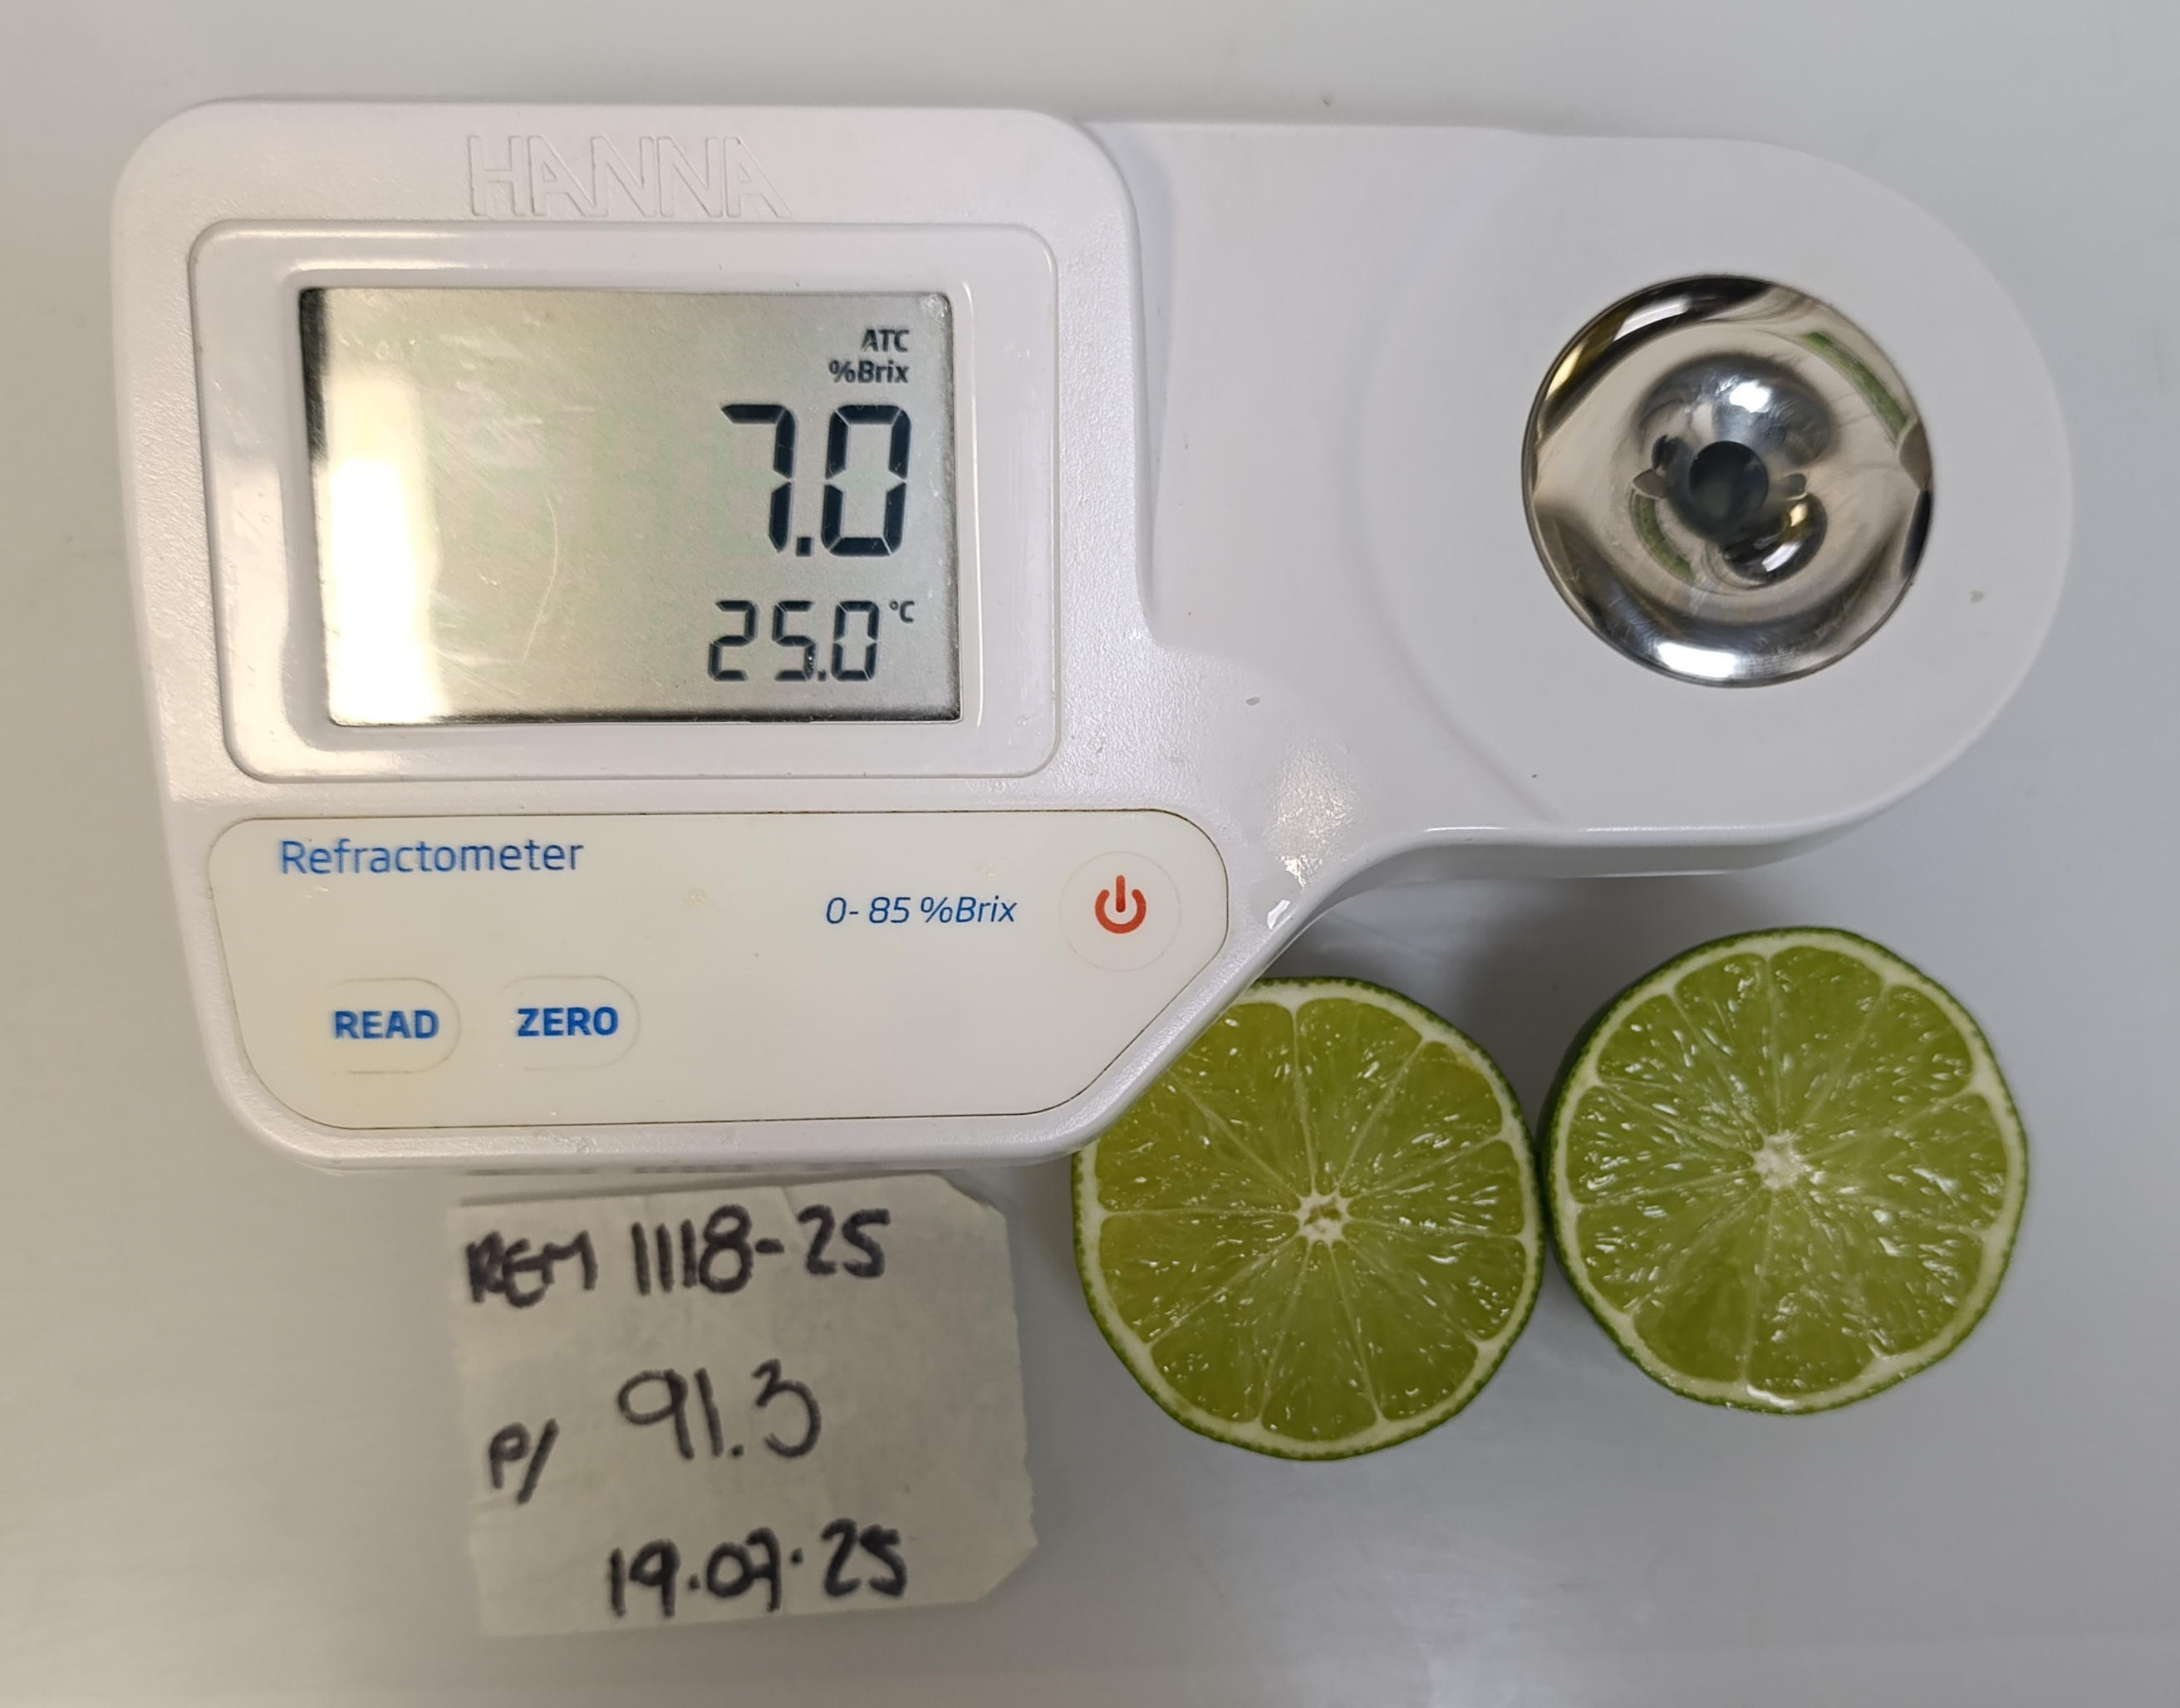 HANNA
ATC
%Brix
7.0
25.0 °C
Refractometer
0- 85 %Brix
READ ZERO
REM 1118-25
P/ 91.3
19.07.25